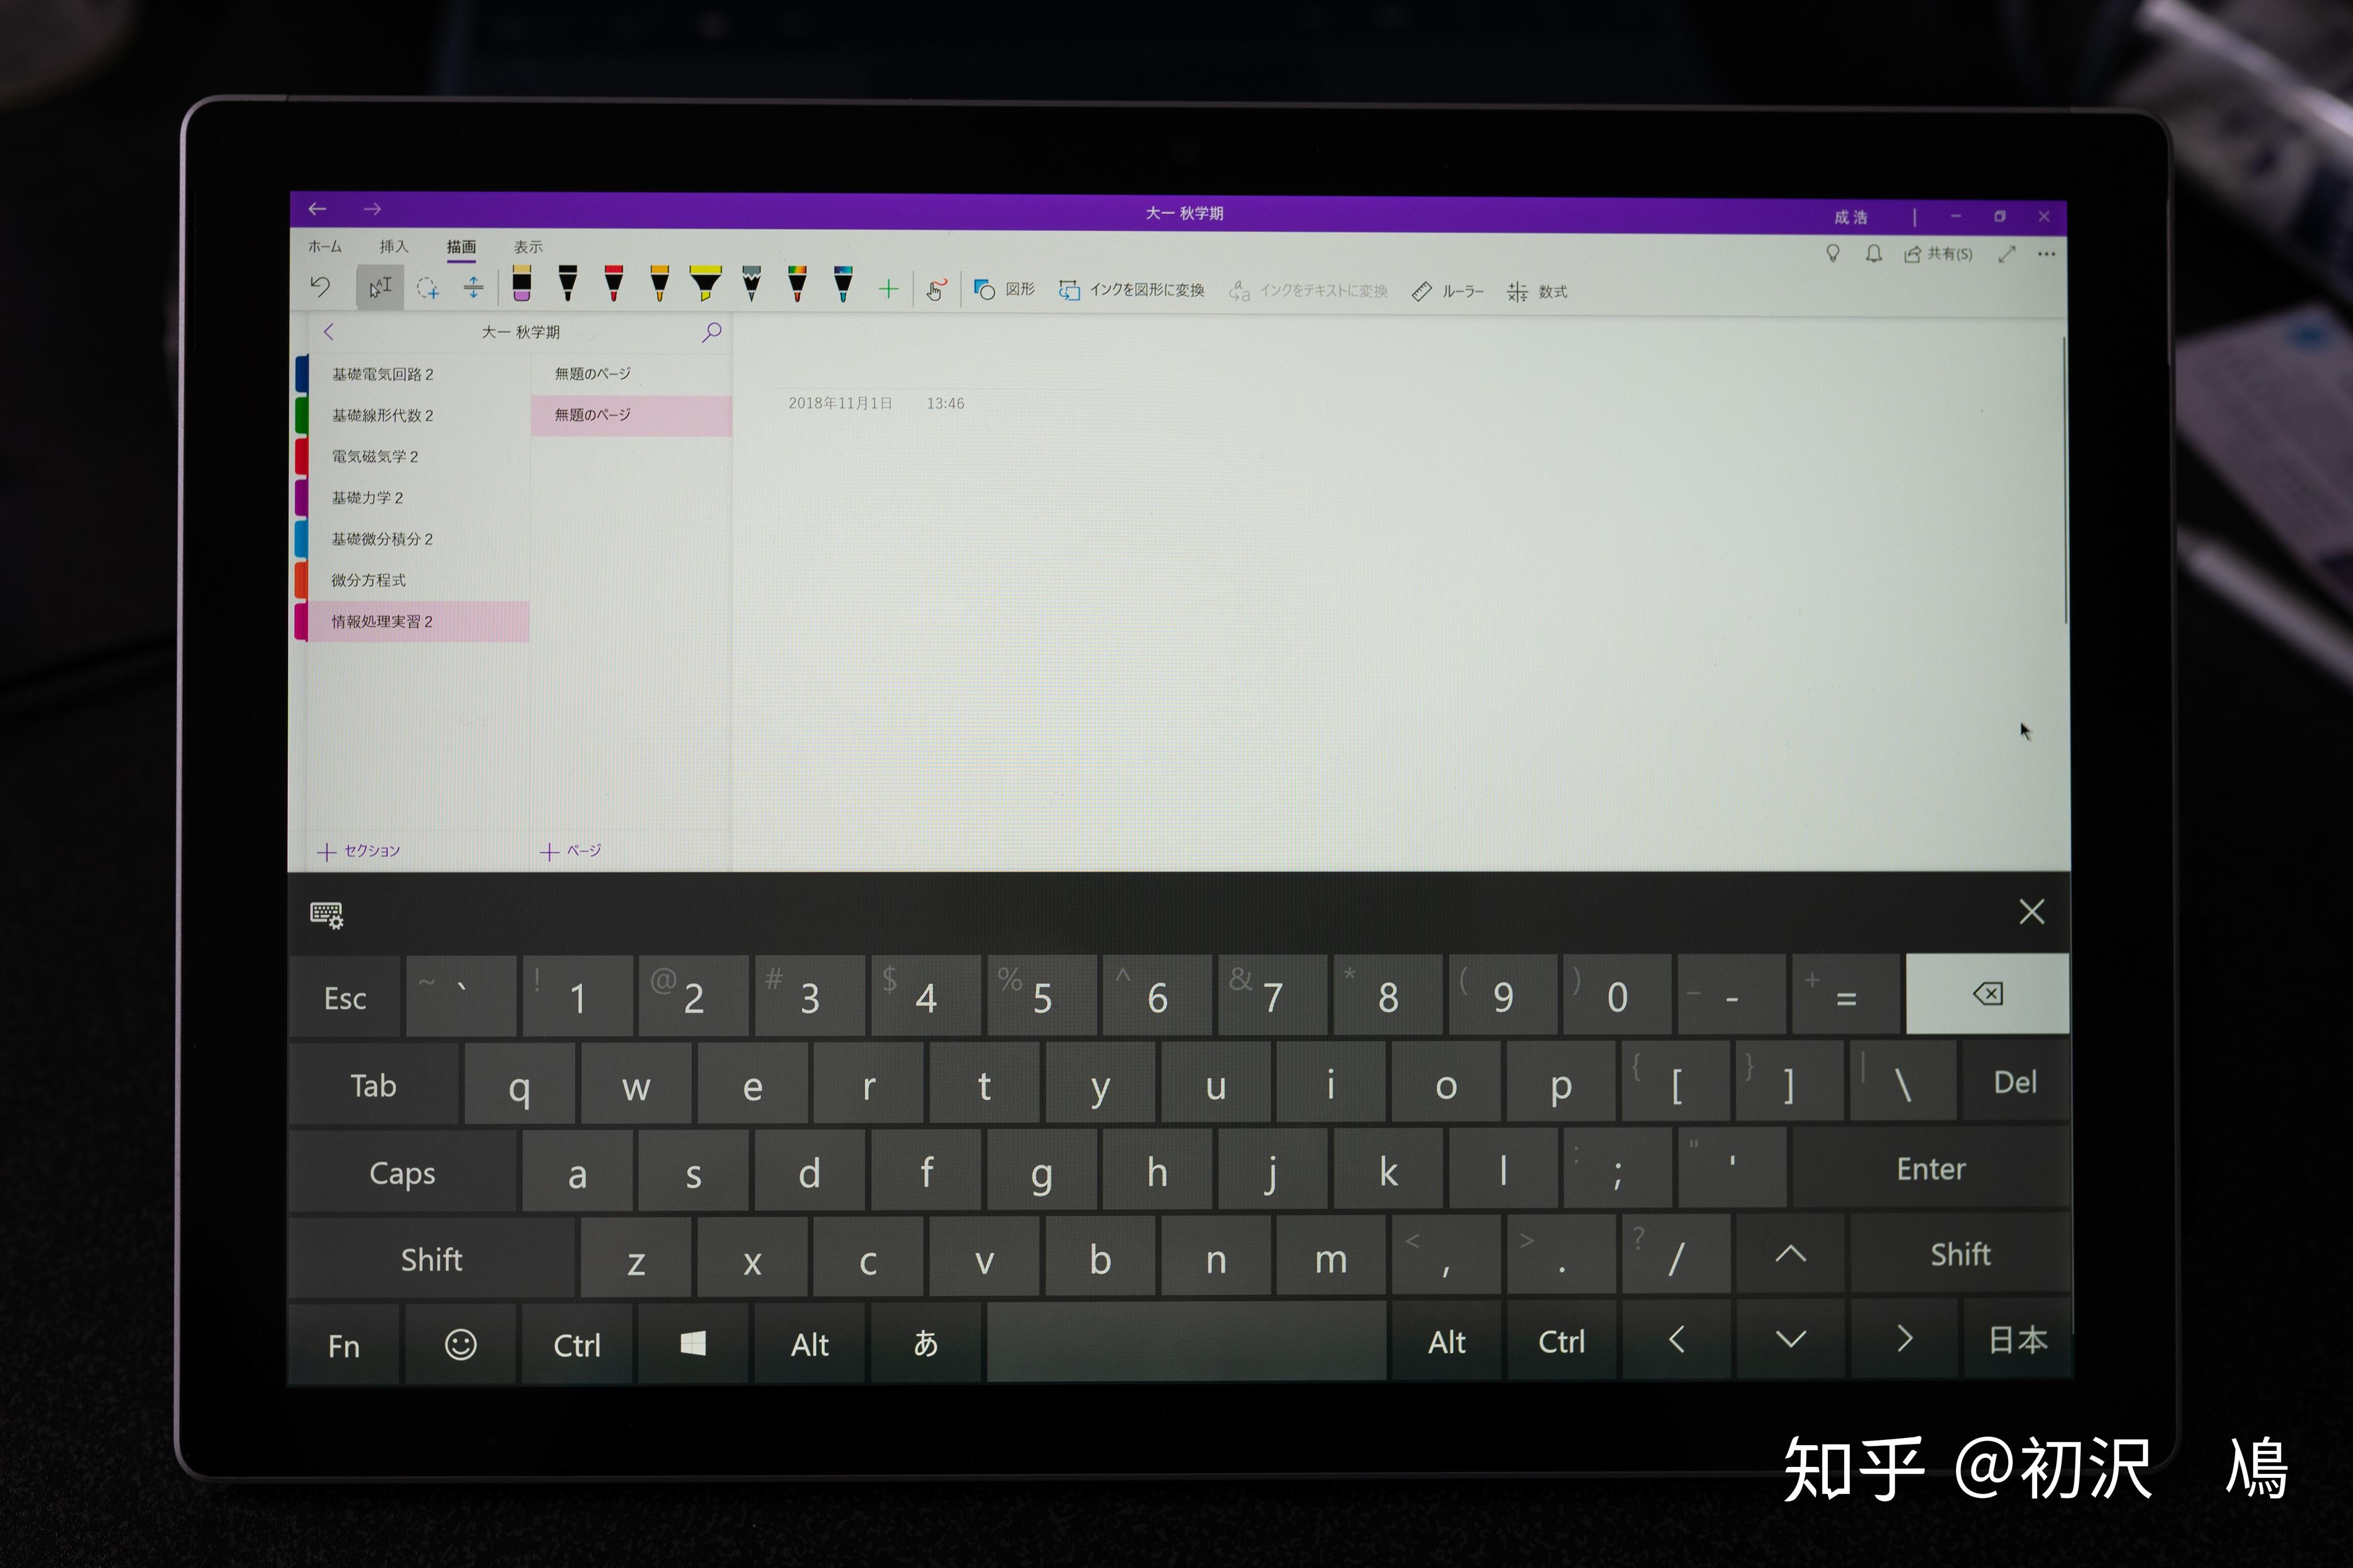 大一 秋学期
成 浩
ホーム 挿入 描画 表示
共有(S)
図形 インクを図形に変換 インクをテキストに変換 ルーラー 数式
大一 秋学期
基礎電気回路 2
基礎線形代数 2
電気磁気学 2
基礎力学 2
基礎微分積分 2
微分方程式
情報処理実習 2
無題のページ
無題のページ
2018年11月1日 13:46
+ セクション
+ ページ
Esc ~ ` ! 1 @ 2 # 3 $ 4 % 5 ^ 6 & 7 * 8 ( 9 ) 0 _ - + =
Tab q w e r t y u i o p { [ } ] | \ Del
Caps a s d f g h j k l : ; " ' Enter
Shift z x c v b n m < , > . ? / Shift
Fn Ctrl Alt あ Alt Ctrl 日本
知乎 @初沢 鳰